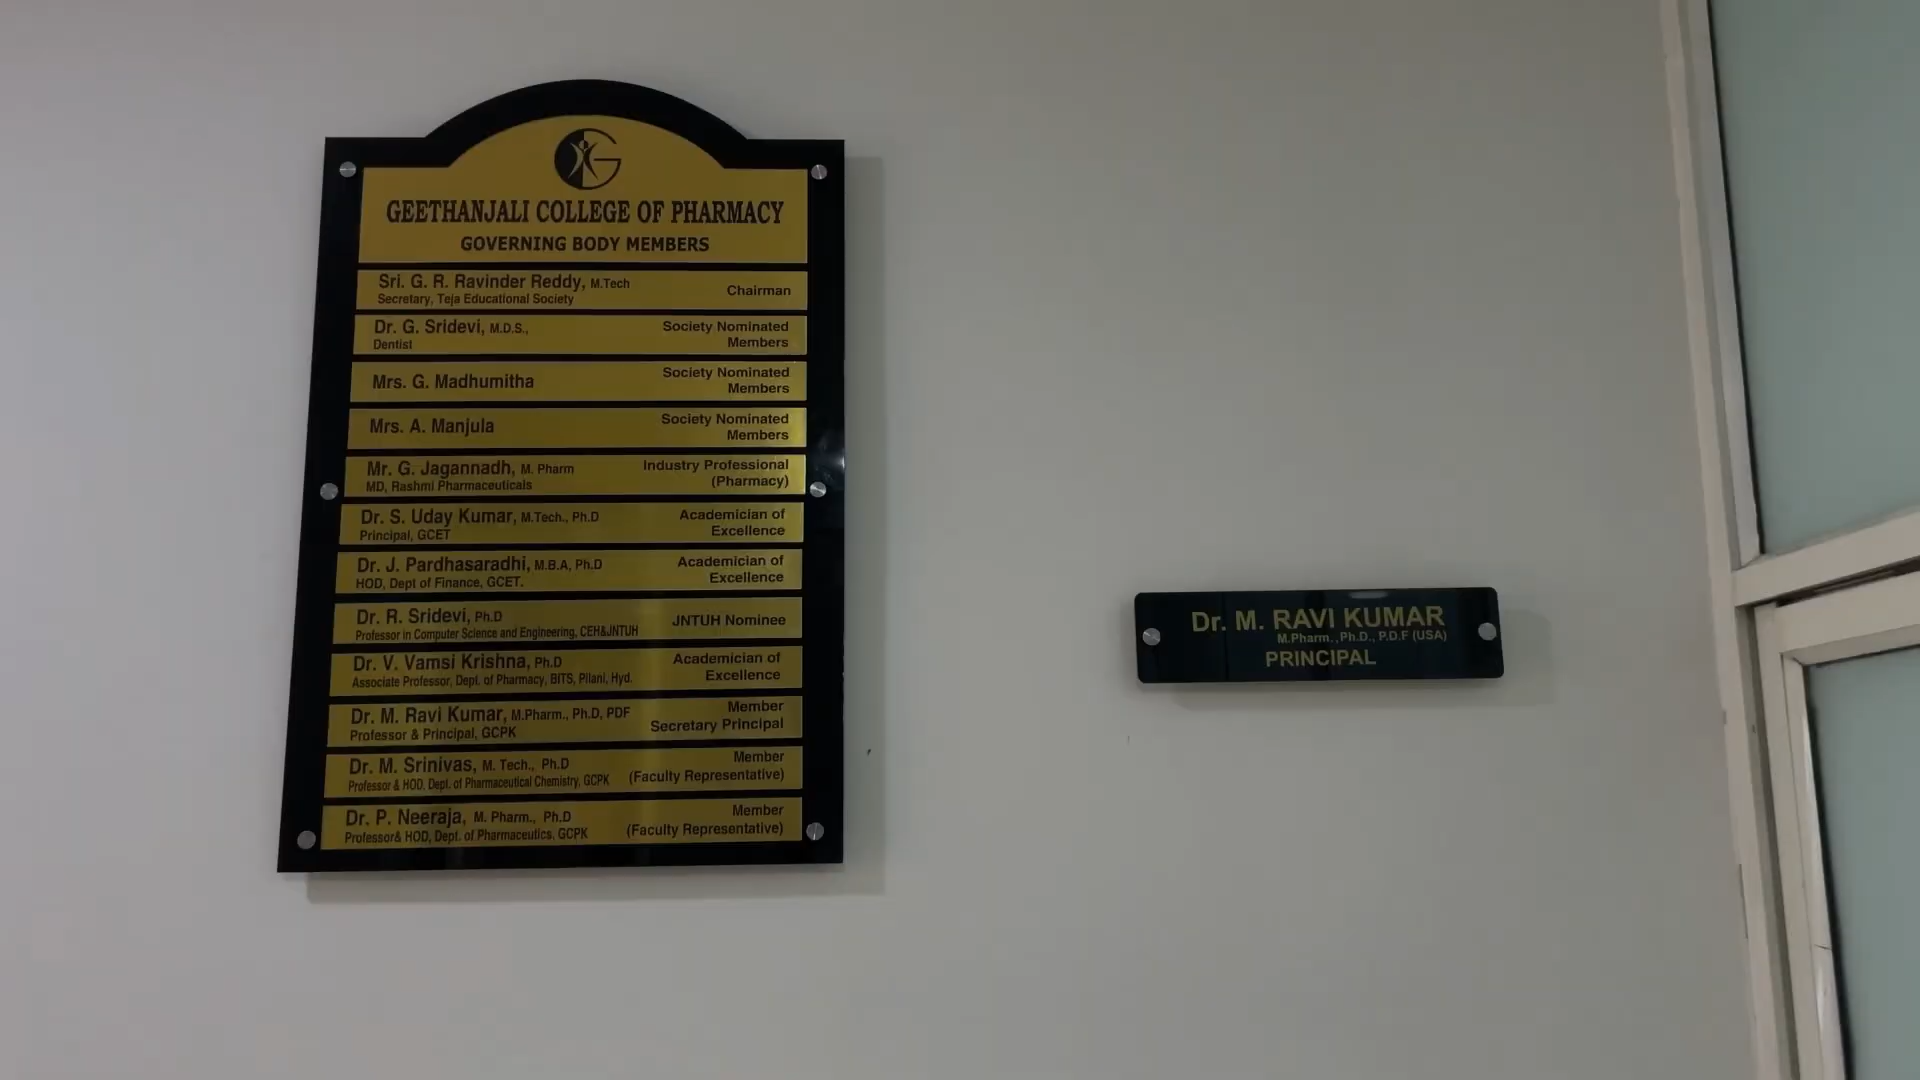 GEETHANJALI COLLEGE OF PHARMACY
GOVERNING BODY MEMBERS
Sri. G. R. Ravinder Reddy, M.Tech
Secretary, Teja Educational Society
Chairman
Dr. G. Sridevi, M.D.S.,
Dentist
Society Nominated
Members
Mrs. G. Madhumitha
Society Nominated
Members
Mrs. A. Manjula
Society Nominated
Members
Mr. G. Jagannadh, M. Pharm
MD, Rashmi Pharmaceuticals
Industry Professional
(Pharmacy)
Dr. S. Uday Kumar, M.Tech., Ph.D
Principal, GCET
Academician of
Excellence
Dr. J. Pardhasaradhi, M.B.A, Ph.D
HOD, Dept of Finance, GCET.
Academician of
Excellence
Dr. R. Sridevi, Ph.D
Professor in Computer Science and Engineering, CEH&JNTUH
JNTUH Nominee
Dr. V. Vamsi Krishna, Ph.D
Associate Professor, Dept. of Pharmacy, BITS, Pilani, Hyd.
Academician of
Excellence
Dr. M. Ravi Kumar, M.Pharm., Ph.D, PDF
Professor & Principal, GCPK
Member
Secretary Principal
Dr. M. Srinivas, M. Tech., Ph.D
Professor & HOD, Dept. of Pharmaceutical Chemistry, GCPK
Member
(Faculty Representative)
Dr. P. Neeraja, M. Pharm., Ph.D
Professor& HOD, Dept. of Pharmaceutics, GCPK
Member
(Faculty Representative)
Dr. M. RAVI KUMAR
M.Pharm., Ph.D., P.D.F (USA)
PRINCIPAL